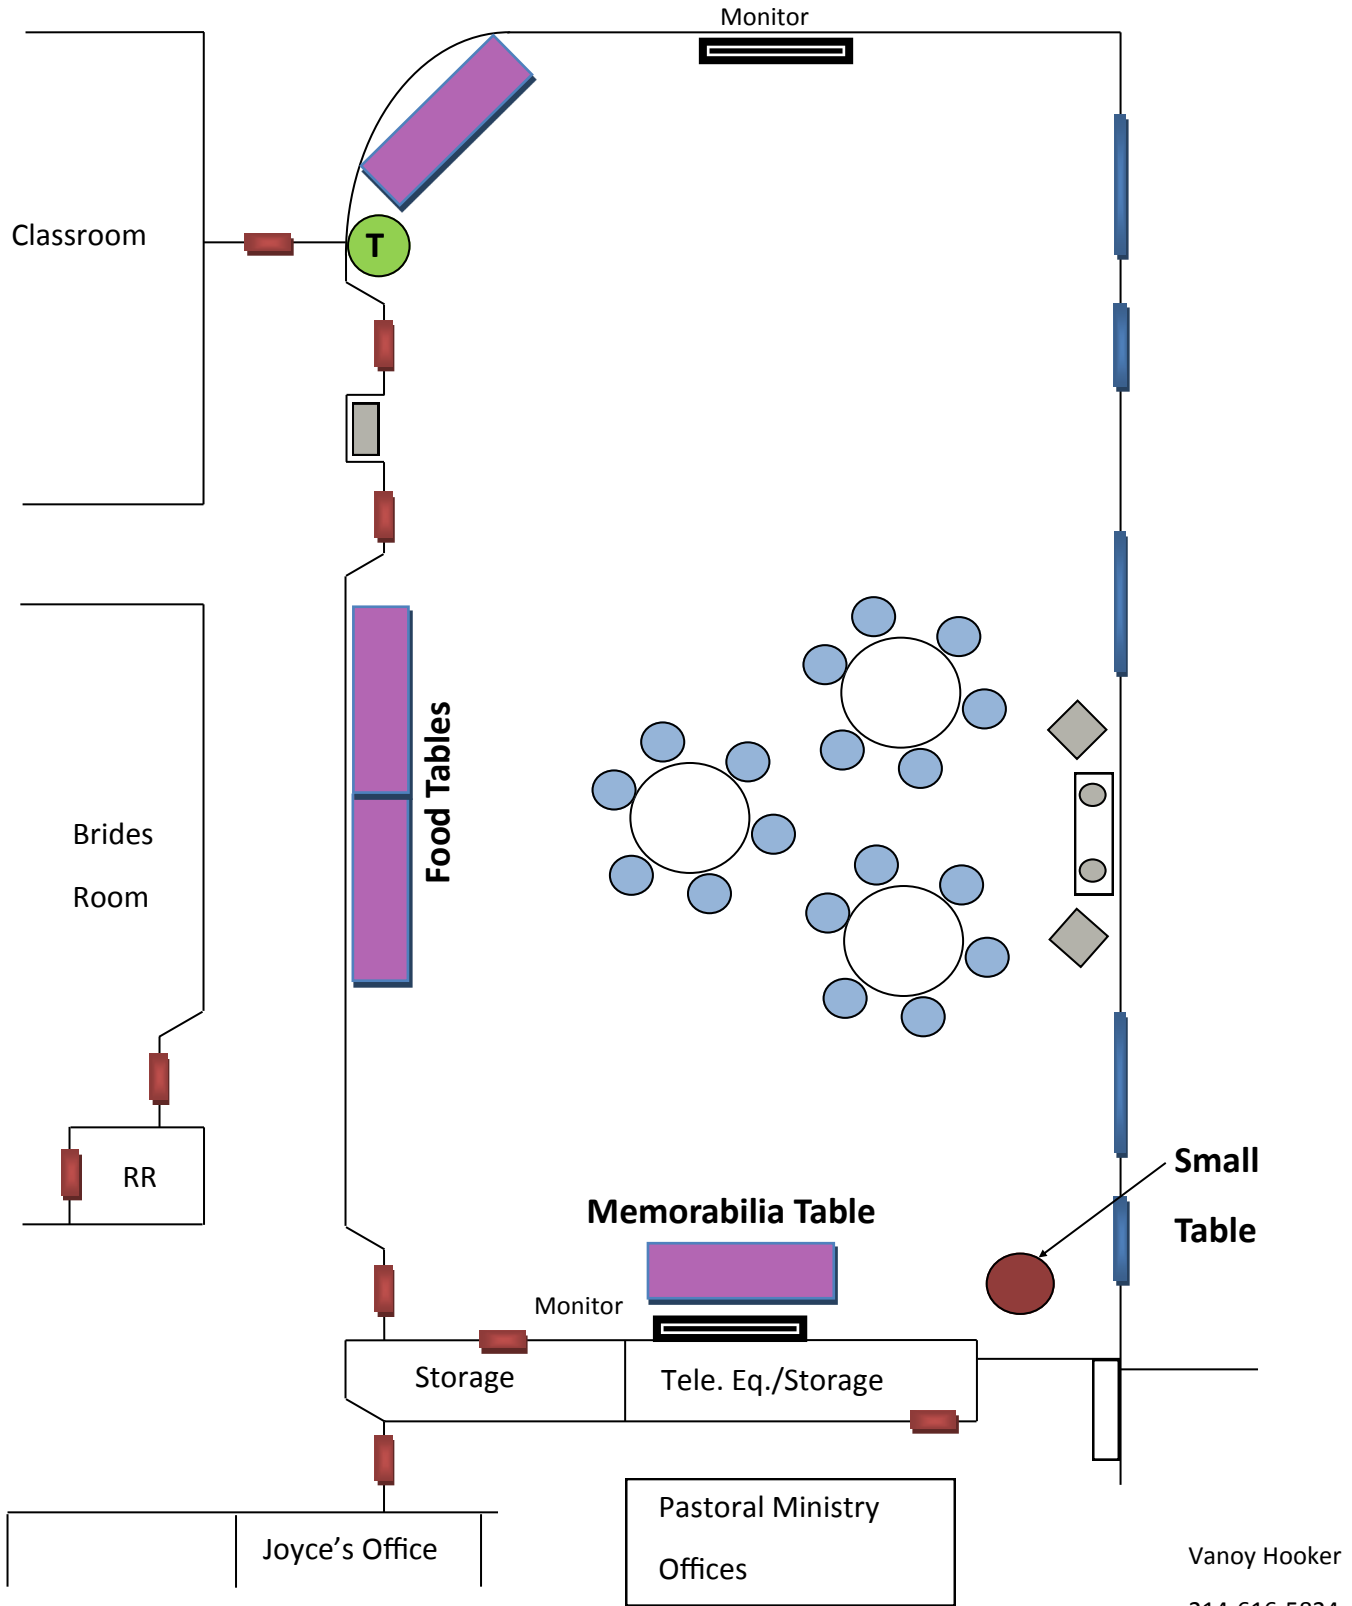 Monitor
Classroom
T
Food Tables
Brides
Room
RR
Small
Table
Memorabilia Table
Monitor
Storage
Tele. Eq./Storage
Pastoral Ministry
Offices
Joyce’s Office
Vanoy Hooker